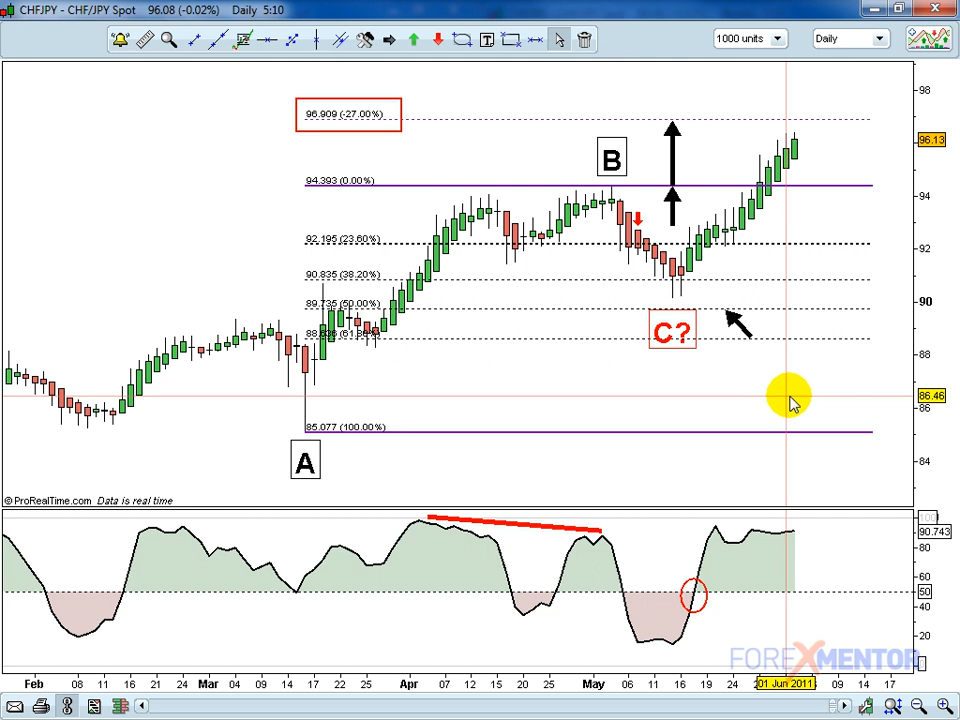 CHFJPY - CHF/JPY Spot 96.08 (-0.02%) Daily 5:10
1000 units
Daily
98
96.909 (-27.00%)
96.13
B
94.393 (0.00%)
94
92.195 (23.60%)
92
90.835 (38.20%)
90
89.735 (50.00%)
C?
88
86.46
86
85.077 (100.00%)
A
84
© ProRealTime.com Data is real time
100
90.743
80
60
50
40
20
FOREXMENTOR
Feb 08 11 16 21 24 Mar 04 09 14 17 22 25 Apr 07 12 15 20 25 May 06 11 16 19 24 01 Jun 2011 09 14 17